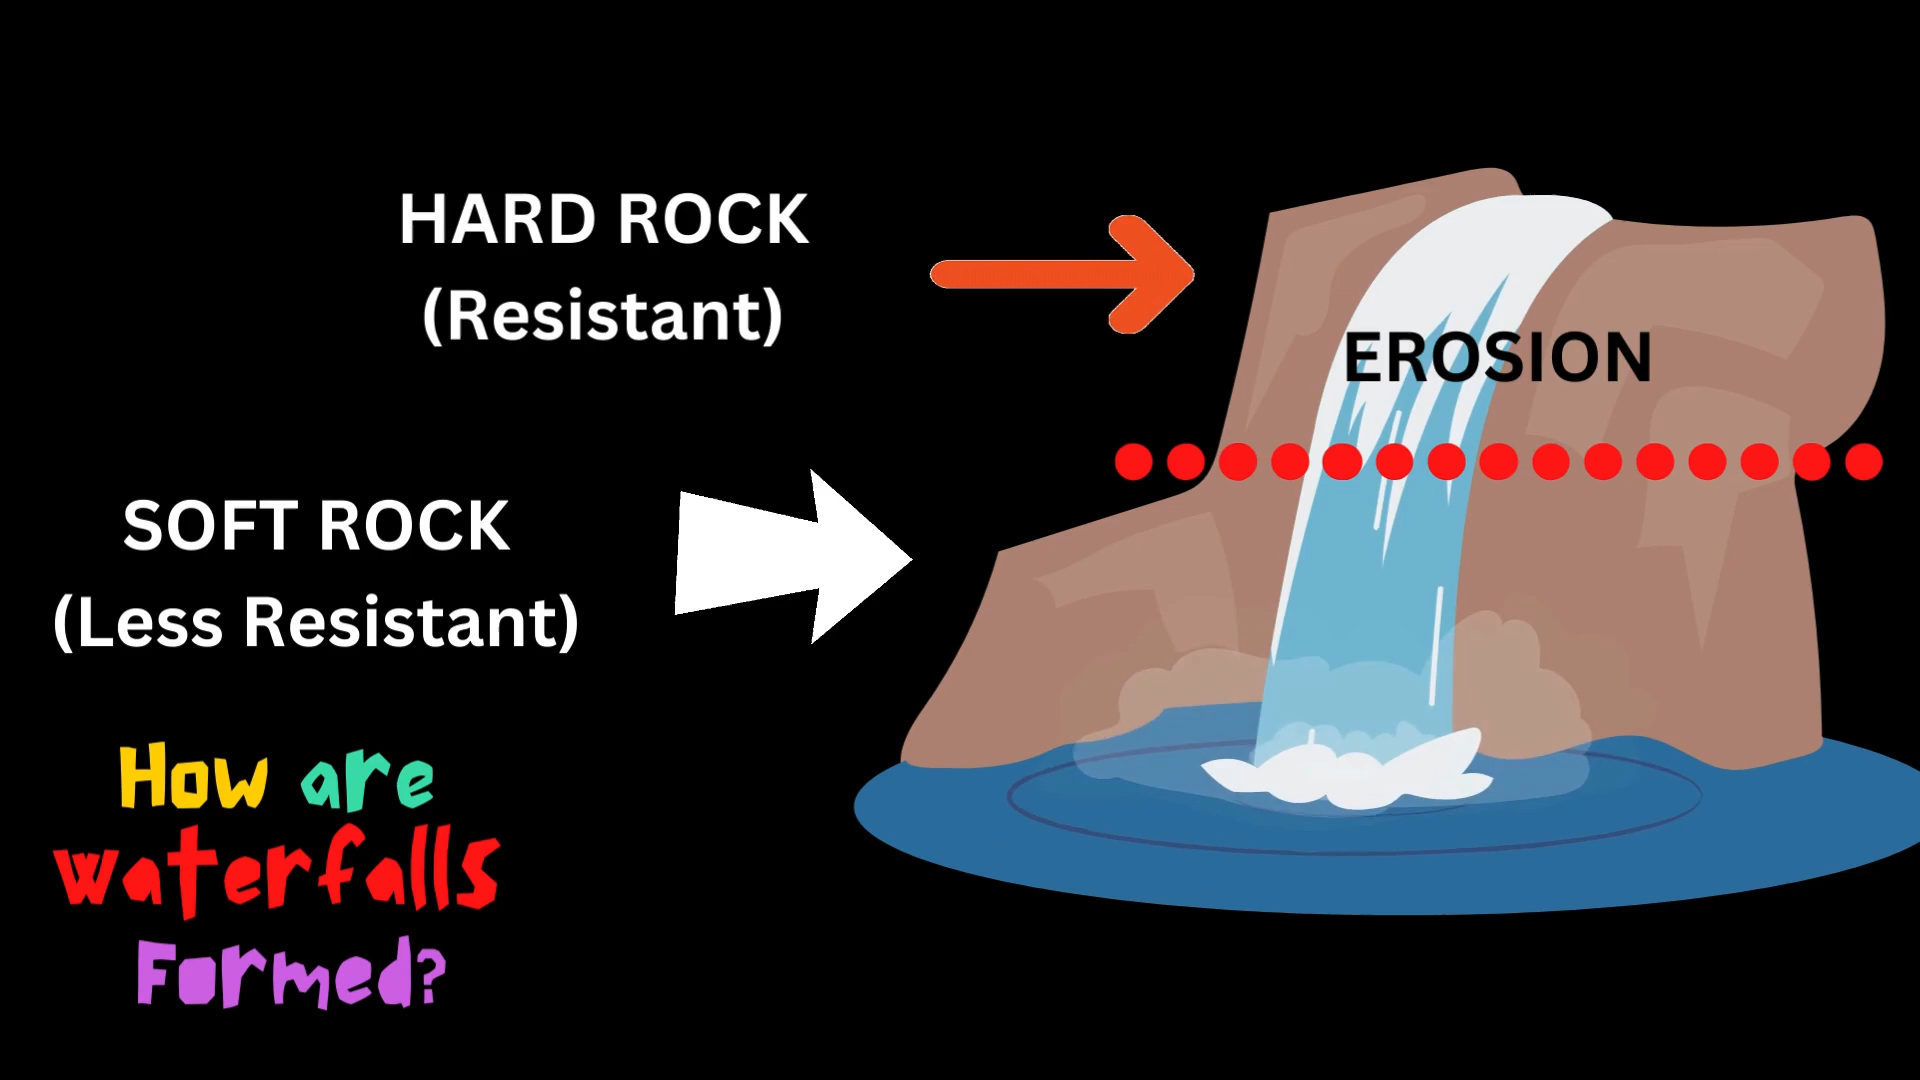 HARD ROCK
(Resistant)
EROSION
SOFT ROCK
(Less Resistant)
How are
waterfalls
Formed?